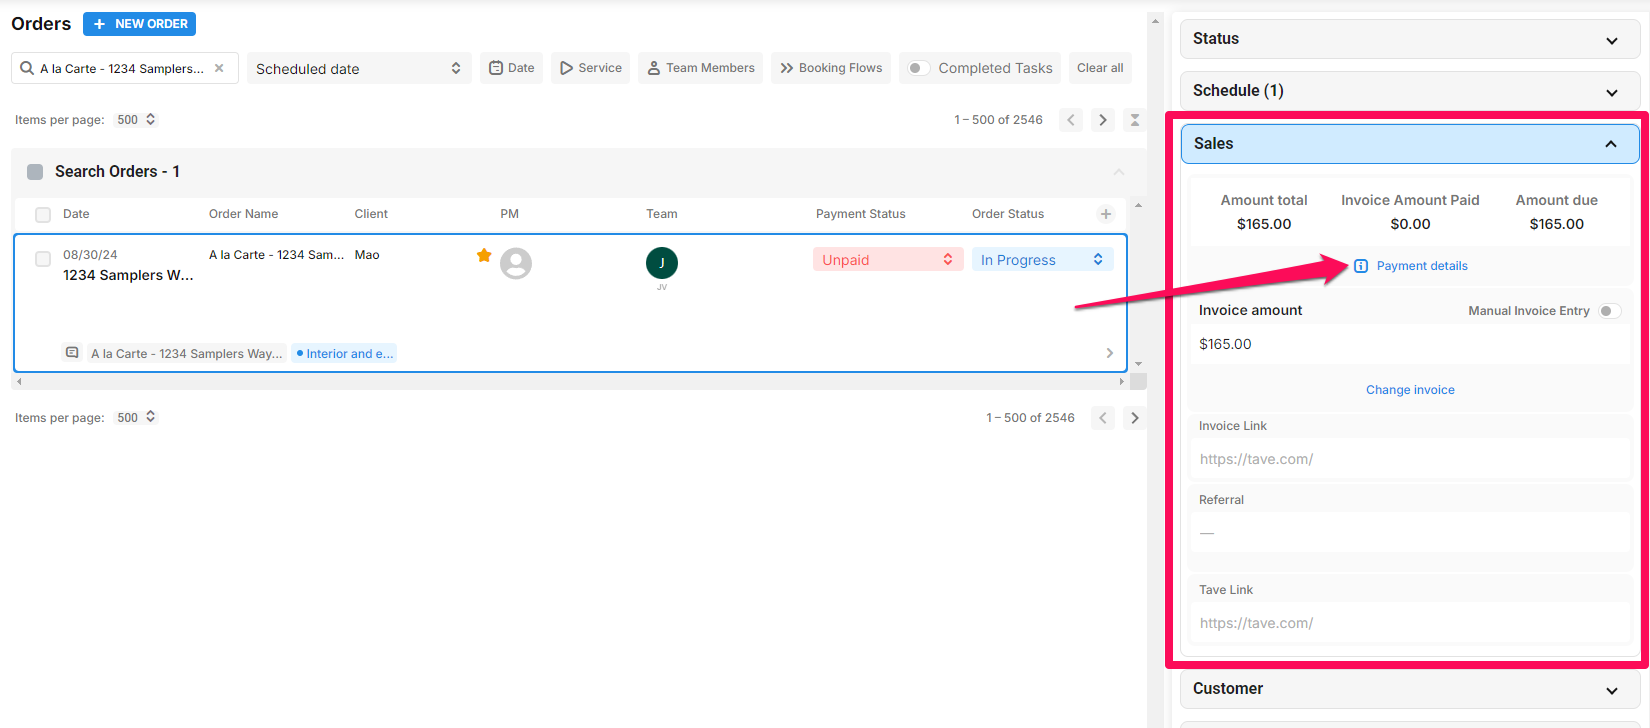 Orders
+ NEW ORDER
A la Carte - 1234 Samplers... ×
Scheduled date
Date
Service
Team Members
Booking Flows
Completed Tasks
Clear all
Items per page: 500
1 – 500 of 2546
Search Orders - 1
Date Order Name Client PM Team Payment Status Order Status +
08/30/24
1234 Samplers W...
A la Carte - 1234 Sam...
Mao
J
JV
Unpaid
In Progress
A la Carte - 1234 Samplers Way...
Interior and e...
Items per page: 500
1 – 500 of 2546
Status
Schedule (1)
Sales
Amount total Invoice Amount Paid Amount due
$165.00 $0.00 $165.00
Payment details
Invoice amount
Manual Invoice Entry
$165.00
Change invoice
Invoice Link
https://tave.com/
Referral
—
Tave Link
https://tave.com/
Customer